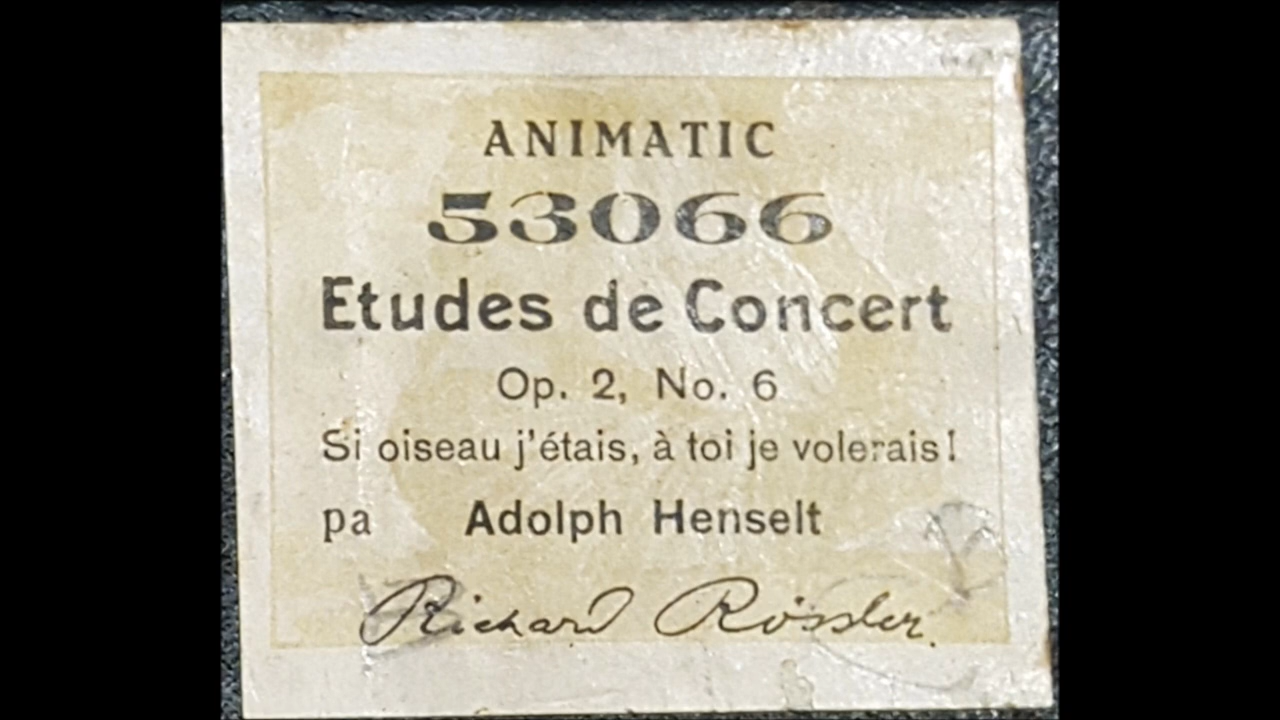 ANIMATIC
53066
Etudes de Concert
Op. 2, No. 6
Si oiseau j'étais, à toi je volerais!
pa Adolph Henselt
Richard Rössler.